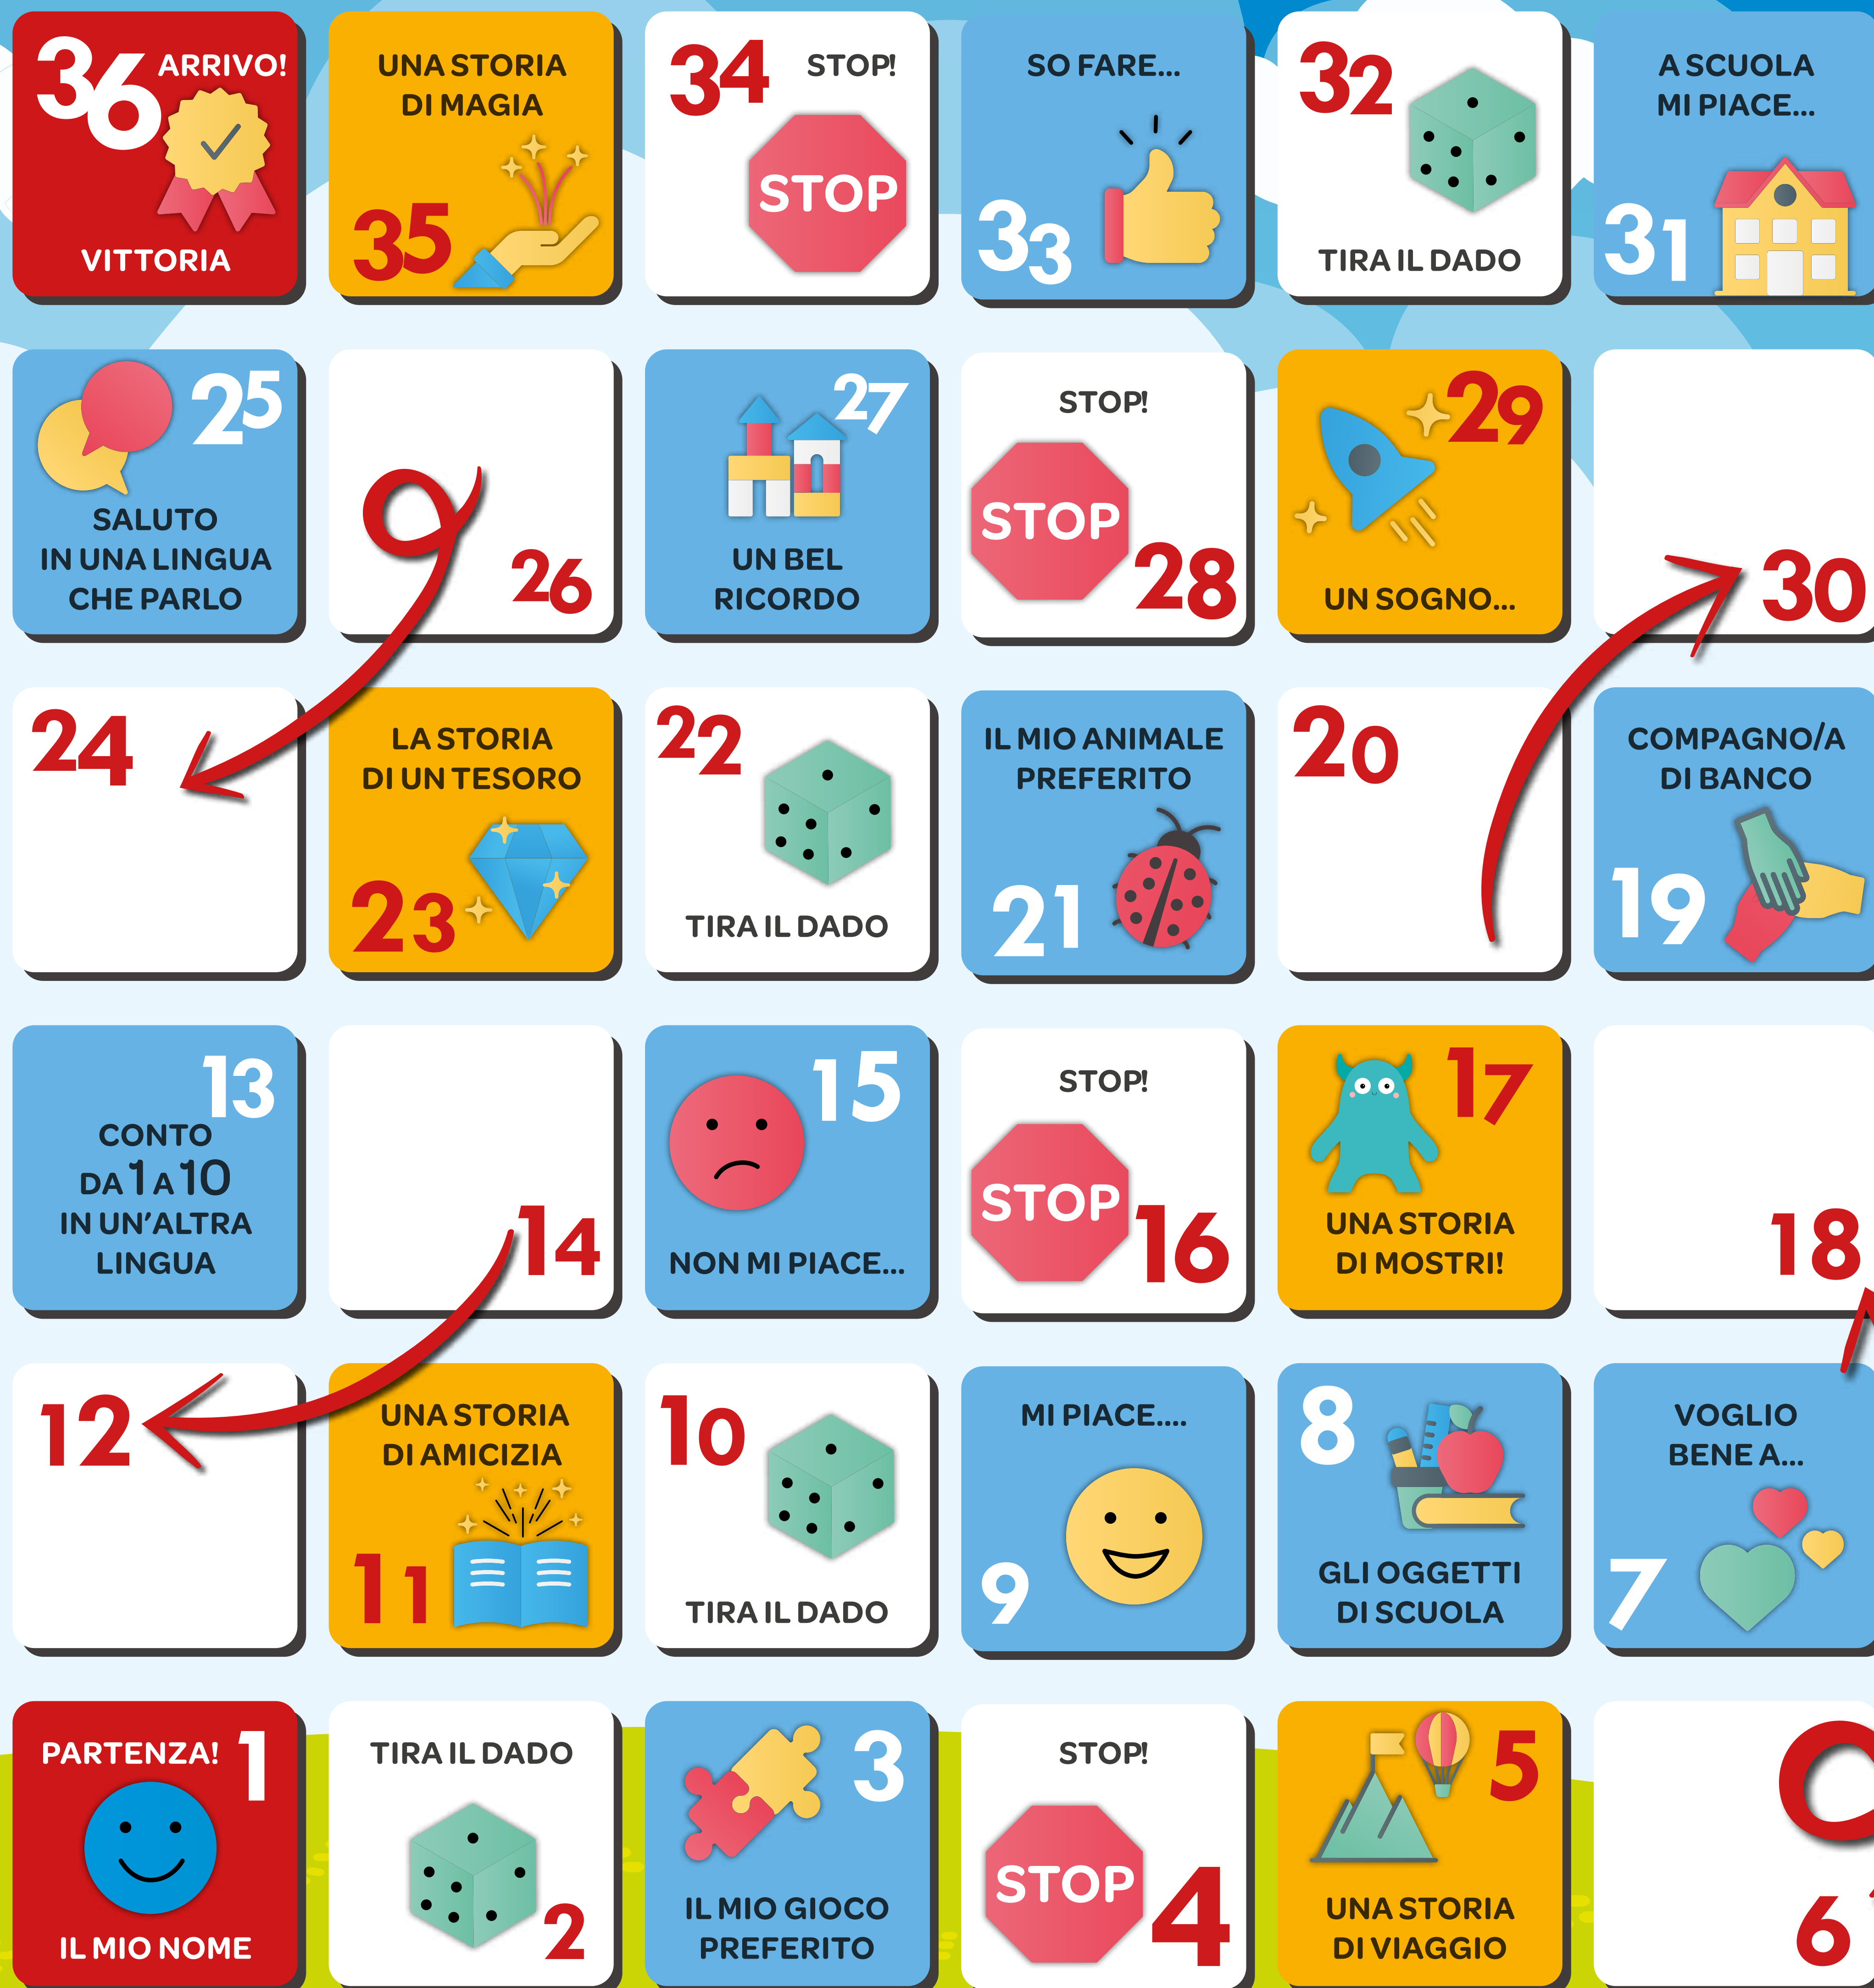 36 ARRIVO!
VITTORIA
UNA STORIA
DI MAGIA
35
34 STOP!
STOP
SO FARE...
33
32
TIRA IL DADO
A SCUOLA
MI PIACE...
31
25
SALUTO
IN UNA LINGUA
CHE PARLO
26
27
UN BEL
RICORDO
STOP!
STOP
28
29
UN SOGNO...
30
24
LA STORIA
DI UN TESORO
23
22
TIRA IL DADO
IL MIO ANIMALE
PREFERITO
21
20
COMPAGNO/A
DI BANCO
19
13
CONTO
DA 1 A 10
IN UN'ALTRA
LINGUA
14
15
NON MI PIACE...
STOP!
STOP
16
17
UNA STORIA
DI MOSTRI!
18
12
UNA STORIA
DI AMICIZIA
11
10
TIRA IL DADO
MI PIACE....
9
8
GLI OGGETTI
DI SCUOLA
VOGLIO
BENE A...
7
PARTENZA! 1
IL MIO NOME
TIRA IL DADO
2
3
IL MIO GIOCO
PREFERITO
STOP!
STOP
4
5
UNA STORIA
DI VIAGGIO
6